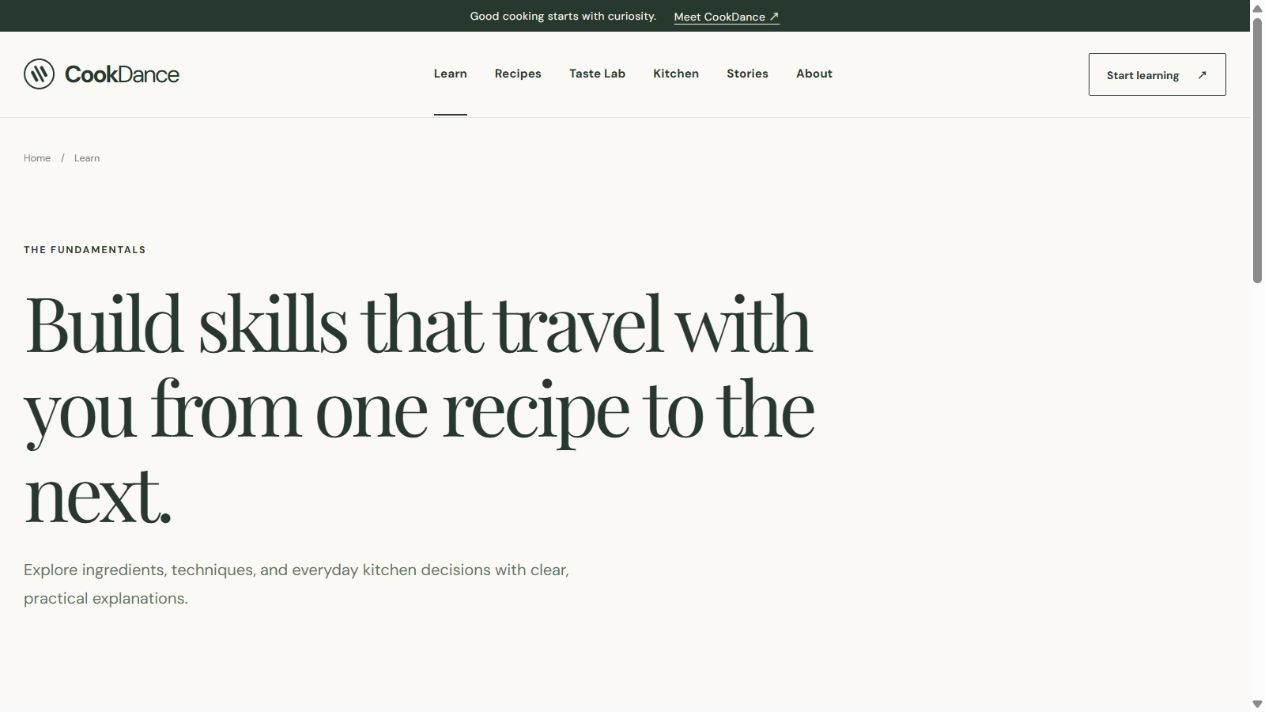 Good cooking starts with curiosity. Meet CookDance ↗
CookDance
Learn Recipes Taste Lab Kitchen Stories About
Start learning ↗
Home / Learn
THE FUNDAMENTALS
Build skills that travel with
you from one recipe to the
next.
Explore ingredients, techniques, and everyday kitchen decisions with clear,
practical explanations.